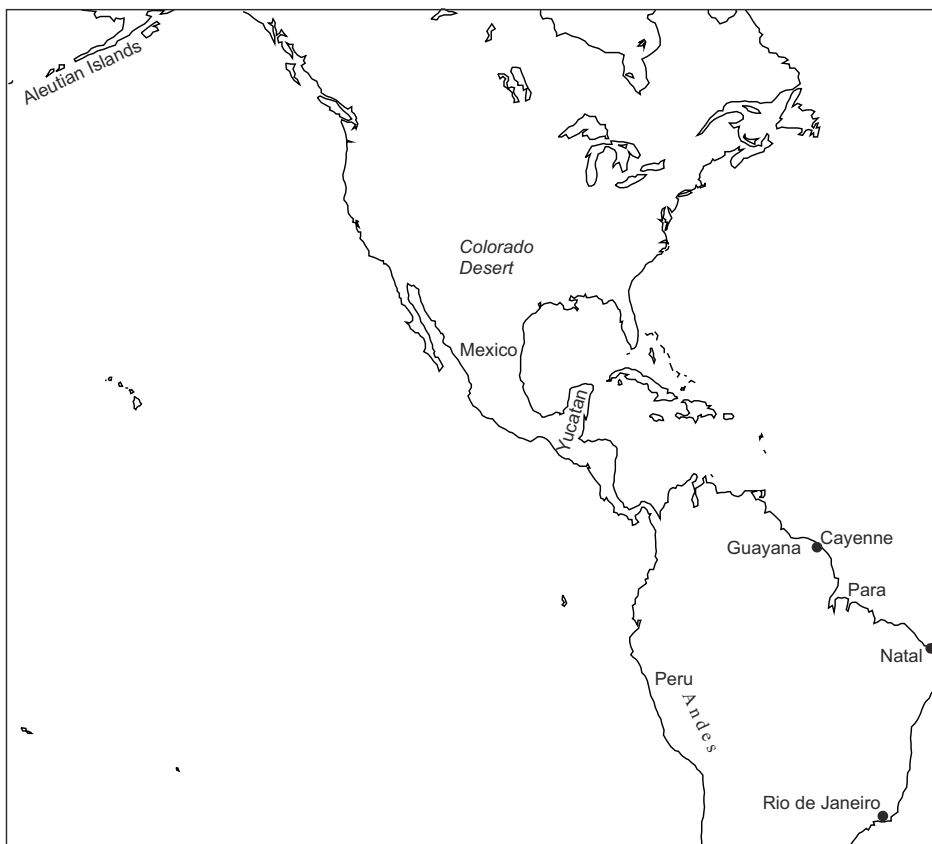 Aleutian Islands
Colorado
Desert
Mexico
Yucatan
Cayenne
Guayana
Para
Natal
Peru
Andes
Rio de Janeiro